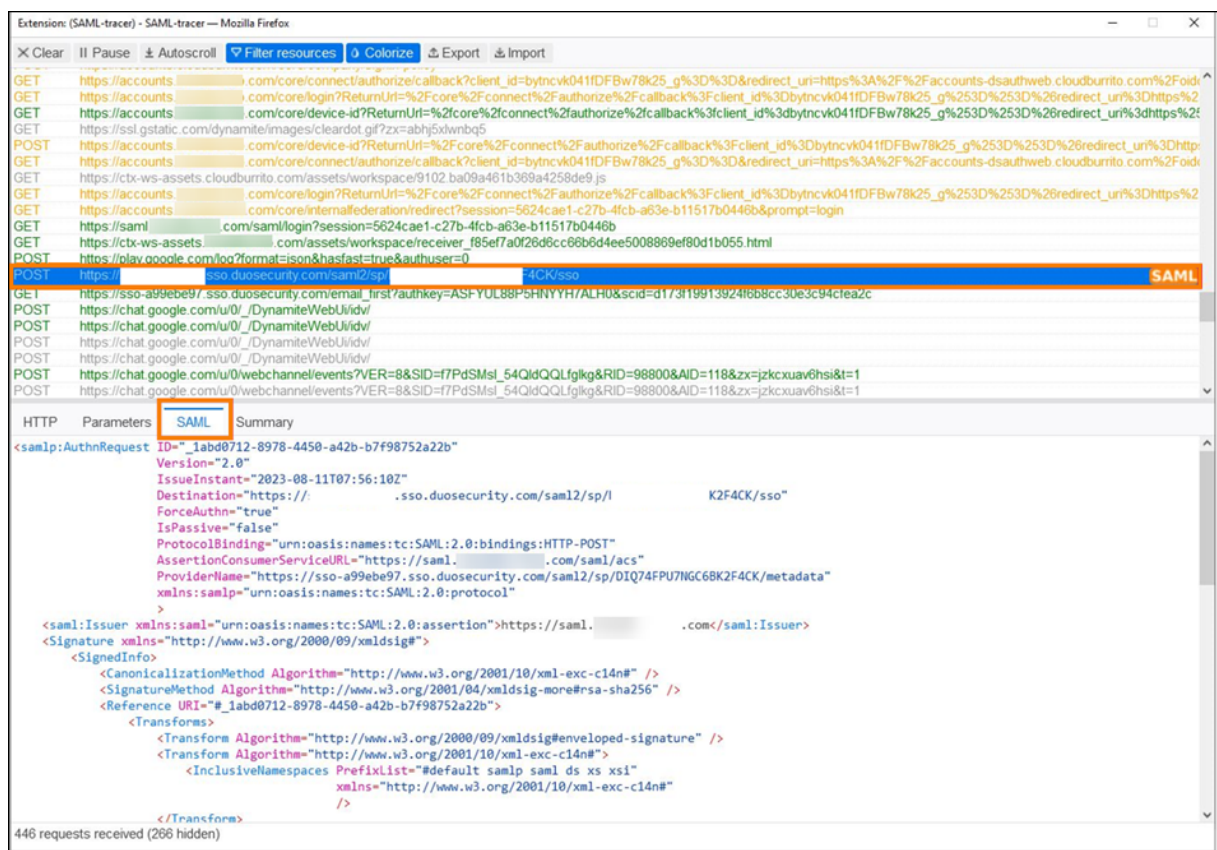 Extension: (SAML-tracer) - SAML-tracer — Mozilla Firefox
Clear Pause Autoscroll Filter resources Colorize Export Import
GET https://accounts. .com/core/connect/authorize/callback?client_id=bytncvk041fDFBw78k25_g%3D%3D&redirect_uri=https%3A%2F%2Faccounts-dsauthweb.cloudburrito.com%2Foidc
GET https://accounts. .com/core/login?ReturnUrl=%2Fcore%2Fconnect%2Fauthorize%2Fcallback%3Fclient_id%3Dbytncvk041fDFBw78k25_g%253D%253D%26redirect_uri%3Dhttps%2
GET https://accounts. .com/core/device-id?ReturnUrl=%2fcore%2fconnect%2fauthorize%2fcallback%3fclient_id%3dbytncvk041fDFBw78k25_g%253D%253D%26redirect_uri%3dhttps%25
GET https://ssl.gstatic.com/dynamite/images/cleardot.gif?zx=abhj5xlwnbq5
POST https://accounts. .com/core/device-id?ReturnUrl=%2Fcore%2Fconnect%2Fauthorize%2Fcallback%3Fclient_id%3Dbytncvk041fDFBw78k25_g%253D%253D%26redirect_uri%3Dhttp
GET https://accounts. .com/core/connect/authorize/callback?client_id=bytncvk041fDFBw78k25_g%3D%3D&redirect_uri=https%3A%2F%2Faccounts-dsauthweb.cloudburrito.com%2Foidc
GET https://ctx-ws-assets.cloudburrito.com/assets/workspace/9102.ba09a461b369a4258de9.js
GET https://accounts. .com/core/login?ReturnUrl=%2Fcore%2Fconnect%2Fauthorize%2Fcallback%3Fclient_id%3Dbytncvk041fDFBw78k25_g%253D%253D%26redirect_uri%3Dhttps%2
GET https://accounts. .com/core/internalfederation/redirect?session=5624cae1-c27b-4fcb-a63e-b11517b0446b&prompt=login
GET https://saml .com/saml/login?session=5624cae1-c27b-4fcb-a63e-b11517b0446b
GET https://ctx-ws-assets. .com/assets/workspace/receiver_f85ef7a0f26d6cc66b6d4ee5008869ef80d1b055.html
POST https://play.google.com/log?format=json&hasfast=true&authuser=0
POST https:// sso.duosecurity.com/saml2/sp/ F4CK/sso SAML
GET https://sso-a99ebe97.sso.duosecurity.com/email_first?authkey=ASFYUL88P5HNYYH7ALH0&scid=d173f19913924f6b8cc30e3c94cfea2c
POST https://chat.google.com/u/0/_/DynamiteWebUi/idv/
POST https://chat.google.com/u/0/_/DynamiteWebUi/idv/
POST https://chat.google.com/u/0/_/DynamiteWebUi/idv/
POST https://chat.google.com/u/0/_/DynamiteWebUi/idv/
POST https://chat.google.com/u/0/webchannel/events?VER=8&SID=f7PdSMsl_54QldQQLfglkg&RID=98800&AID=118&zx=jzkcxuav6hsi&t=1
POST https://chat.google.com/u/0/webchannel/events?VER=8&SID=f7PdSMsl_54QldQQLfglkg&RID=98800&AID=118&zx=jzkcxuav6hsi&t=1
HTTP Parameters SAML Summary
<samlp:AuthnRequest ID="_1abd0712-8978-4450-a42b-b7f98752a22b"
Version="2.0"
IssueInstant="2023-08-11T07:56:10Z"
Destination="https:// .sso.duosecurity.com/saml2/sp/ K2F4CK/sso"
ForceAuthn="true"
IsPassive="false"
ProtocolBinding="urn:oasis:names:tc:SAML:2.0:bindings:HTTP-POST"
AssertionConsumerServiceURL="https://saml. .com/saml/acs"
ProviderName="https://sso-a99ebe97.sso.duosecurity.com/saml2/sp/DIQ74FPU7NGC6BK2F4CK/metadata"
xmlns:samlp="urn:oasis:names:tc:SAML:2.0:protocol"
>
<saml:Issuer xmlns:saml="urn:oasis:names:tc:SAML:2.0:assertion">https://saml. .com</saml:Issuer>
<Signature xmlns="http://www.w3.org/2000/09/xmldsig#">
<SignedInfo>
<CanonicalizationMethod Algorithm="http://www.w3.org/2001/10/xml-exc-c14n#" />
<SignatureMethod Algorithm="http://www.w3.org/2001/04/xmldsig-more#rsa-sha256" />
<Reference URI="#_1abd0712-8978-4450-a42b-b7f98752a22b">
<Transforms>
<Transform Algorithm="http://www.w3.org/2000/09/xmldsig#enveloped-signature" />
<Transform Algorithm="http://www.w3.org/2001/10/xml-exc-c14n#">
<InclusiveNamespaces PrefixList="#default samlp saml ds xs xsi"
xmlns="http://www.w3.org/2001/10/xml-exc-c14n#"
/>
</Transform>
446 requests received (266 hidden)